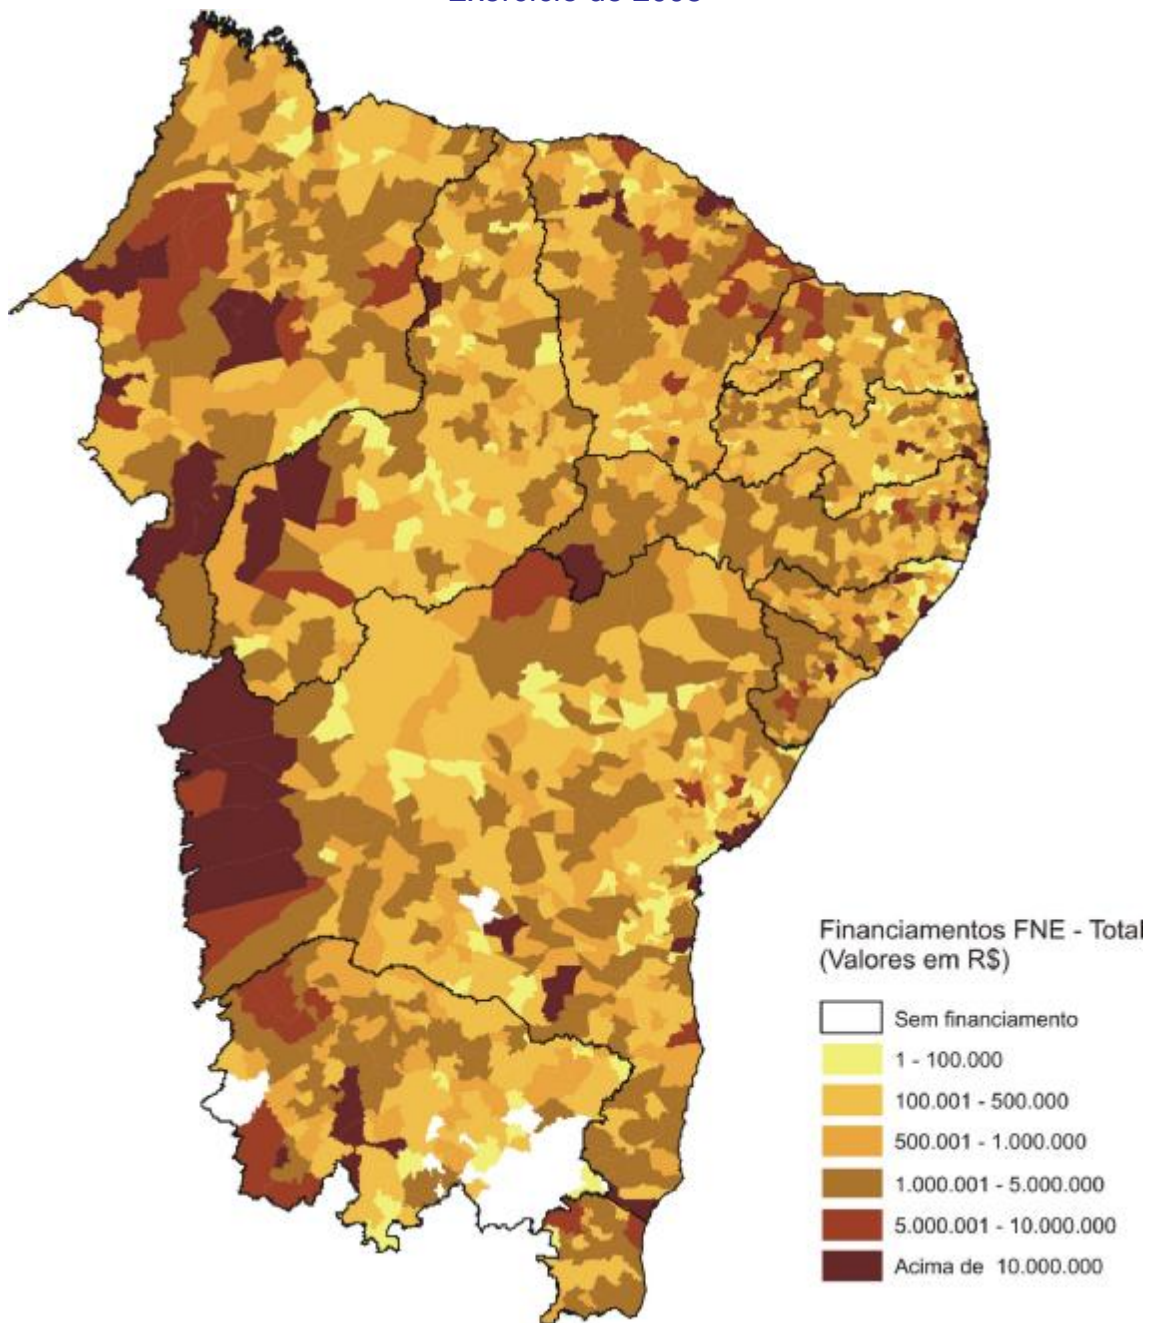 Financiamentos FNE - Total
(Valores em R$)
Sem financiamento
1 - 100.000
100.001 - 500.000
500.001 - 1.000.000
1.000.001 - 5.000.000
5.000.001 - 10.000.000
Acima de 10.000.000